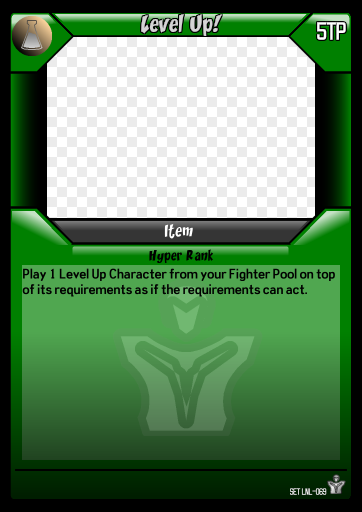 Level Up!
5TP
Item
Hyper Rank
Play 1 Level Up Character from your Fighter Pool on top
of its requirements as if the requirements can act.
SET LNL-069